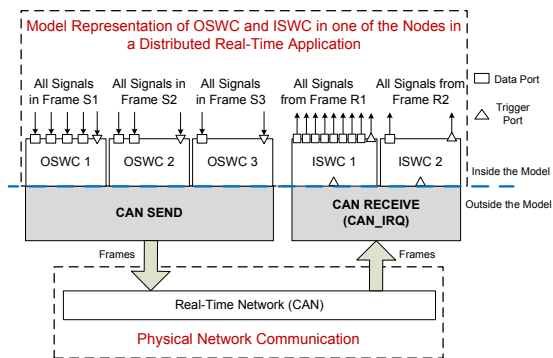 Model Representation of OSWC and ISWC in one of the Nodes in
a Distributed Real-Time Application
All Signals
in Frame S1
All Signals in
Frame S2
All Signals
in Frame S3
All Signals
from Frame R1
All Signals from
Frame R2
Data Port
Trigger
Port
OSWC 1
OSWC 2
OSWC 3
ISWC 1
ISWC 2
Inside the Model
Outside the Model
CAN SEND
CAN RECEIVE
(CAN_IRQ)
Frames
Frames
Real-Time Network (CAN)
Physical Network Communication